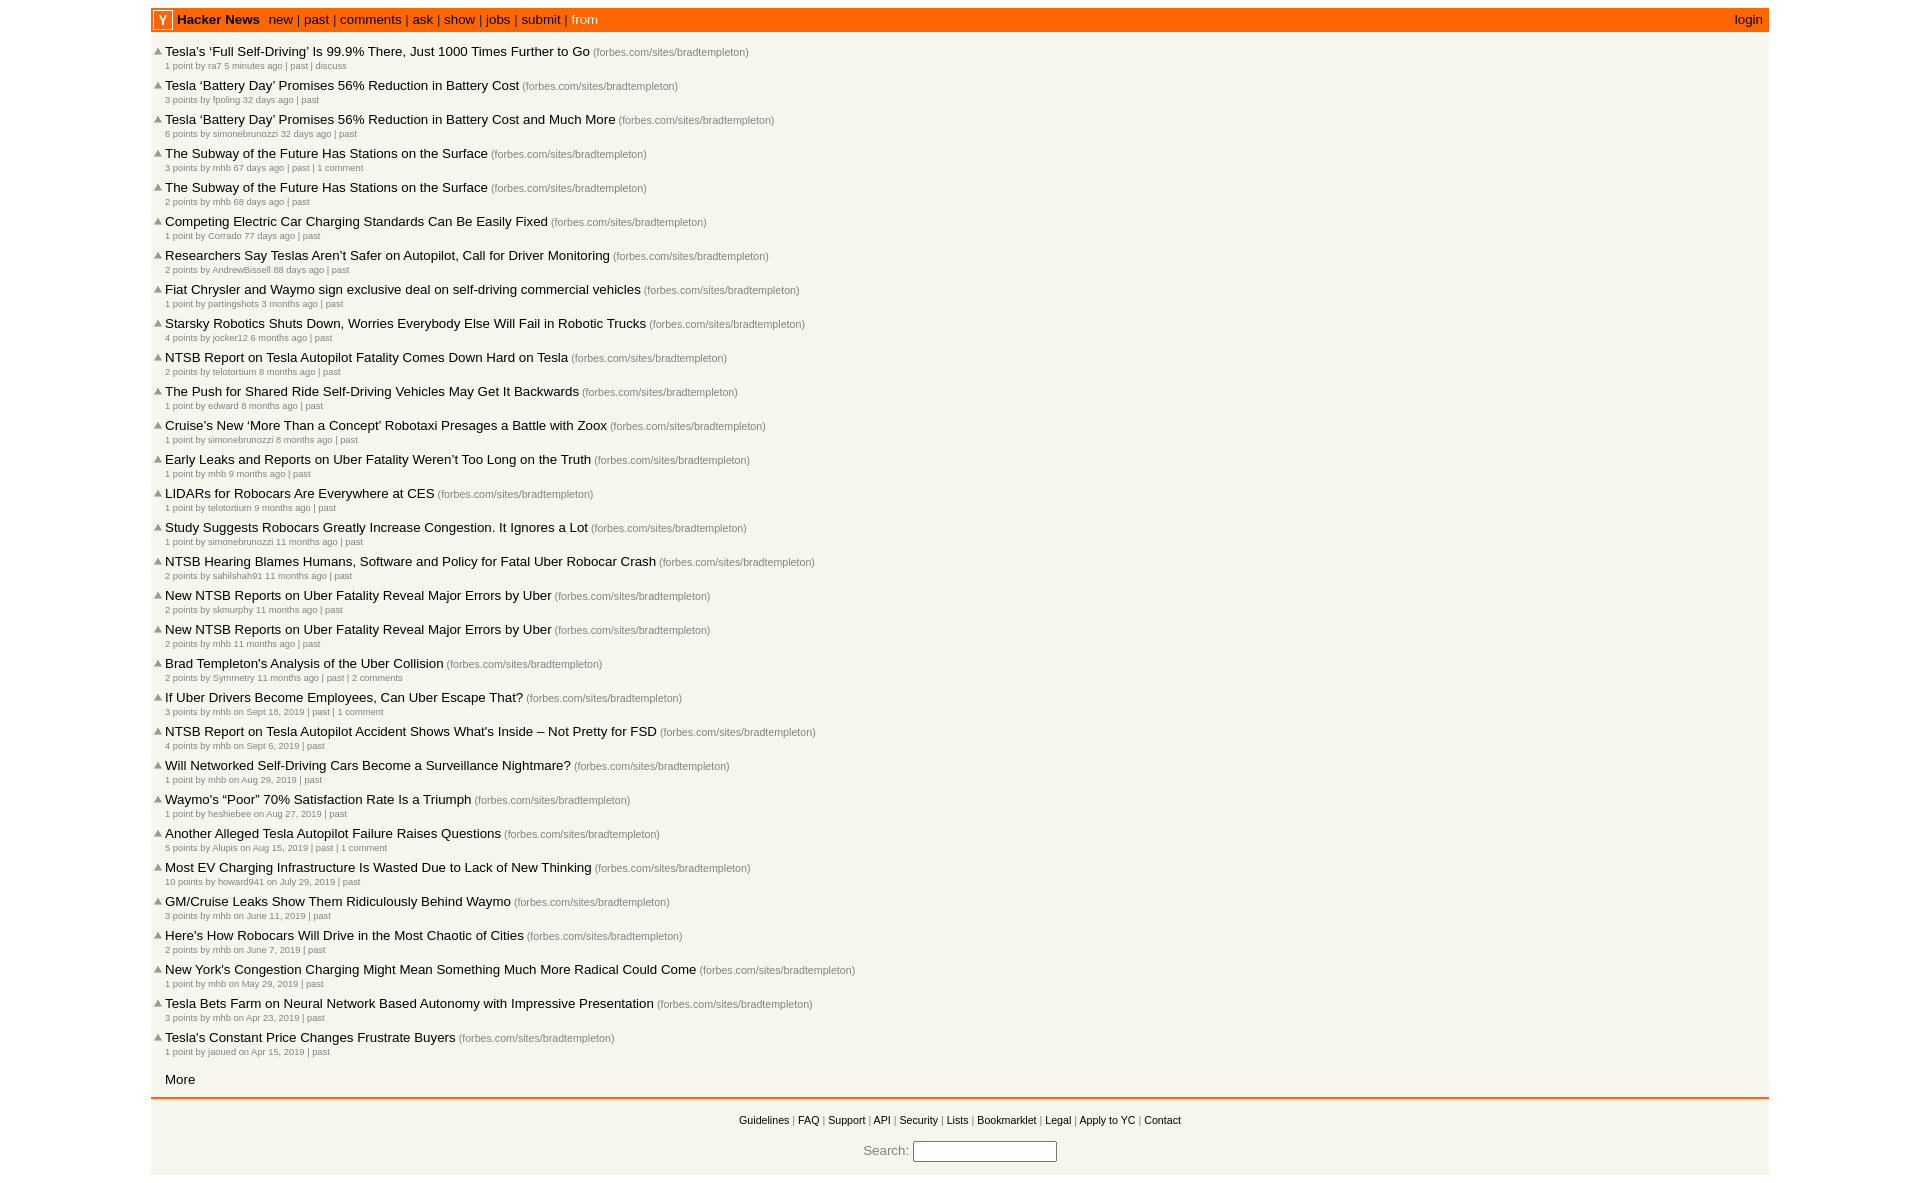 Y Hacker News new | past | comments | ask | show | jobs | submit | from login
Tesla’s ‘Full Self-Driving’ Is 99.9% There, Just 1000 Times Further to Go (forbes.com/sites/bradtempleton)
1 point by ra7 5 minutes ago | past | discuss
Tesla ‘Battery Day’ Promises 56% Reduction in Battery Cost (forbes.com/sites/bradtempleton)
3 points by fpoling 32 days ago | past
Tesla ‘Battery Day’ Promises 56% Reduction in Battery Cost and Much More (forbes.com/sites/bradtempleton)
6 points by simonebrunozzi 32 days ago | past
The Subway of the Future Has Stations on the Surface (forbes.com/sites/bradtempleton)
3 points by mhb 67 days ago | past | 1 comment
The Subway of the Future Has Stations on the Surface (forbes.com/sites/bradtempleton)
2 points by mhb 68 days ago | past
Competing Electric Car Charging Standards Can Be Easily Fixed (forbes.com/sites/bradtempleton)
1 point by Corrado 77 days ago | past
Researchers Say Teslas Aren’t Safer on Autopilot, Call for Driver Monitoring (forbes.com/sites/bradtempleton)
2 points by AndrewBissell 88 days ago | past
Fiat Chrysler and Waymo sign exclusive deal on self-driving commercial vehicles (forbes.com/sites/bradtempleton)
1 point by partingshots 3 months ago | past
Starsky Robotics Shuts Down, Worries Everybody Else Will Fail in Robotic Trucks (forbes.com/sites/bradtempleton)
4 points by jocker12 6 months ago | past
NTSB Report on Tesla Autopilot Fatality Comes Down Hard on Tesla (forbes.com/sites/bradtempleton)
2 points by telotortium 8 months ago | past
The Push for Shared Ride Self-Driving Vehicles May Get It Backwards (forbes.com/sites/bradtempleton)
1 point by edward 8 months ago | past
Cruise’s New ‘More Than a Concept’ Robotaxi Presages a Battle with Zoox (forbes.com/sites/bradtempleton)
1 point by simonebrunozzi 8 months ago | past
Early Leaks and Reports on Uber Fatality Weren’t Too Long on the Truth (forbes.com/sites/bradtempleton)
1 point by mhb 9 months ago | past
LIDARs for Robocars Are Everywhere at CES (forbes.com/sites/bradtempleton)
1 point by telotortium 9 months ago | past
Study Suggests Robocars Greatly Increase Congestion. It Ignores a Lot (forbes.com/sites/bradtempleton)
1 point by simonebrunozzi 11 months ago | past
NTSB Hearing Blames Humans, Software and Policy for Fatal Uber Robocar Crash (forbes.com/sites/bradtempleton)
2 points by sahilshah91 11 months ago | past
New NTSB Reports on Uber Fatality Reveal Major Errors by Uber (forbes.com/sites/bradtempleton)
2 points by skmurphy 11 months ago | past
New NTSB Reports on Uber Fatality Reveal Major Errors by Uber (forbes.com/sites/bradtempleton)
2 points by mhb 11 months ago | past
Brad Templeton's Analysis of the Uber Collision (forbes.com/sites/bradtempleton)
2 points by Symmetry 11 months ago | past | 2 comments
If Uber Drivers Become Employees, Can Uber Escape That? (forbes.com/sites/bradtempleton)
3 points by mhb on Sept 18, 2019 | past | 1 comment
NTSB Report on Tesla Autopilot Accident Shows What's Inside – Not Pretty for FSD (forbes.com/sites/bradtempleton)
4 points by mhb on Sept 6, 2019 | past
Will Networked Self-Driving Cars Become a Surveillance Nightmare? (forbes.com/sites/bradtempleton)
1 point by mhb on Aug 29, 2019 | past
Waymo's “Poor” 70% Satisfaction Rate Is a Triumph (forbes.com/sites/bradtempleton)
1 point by heshiebee on Aug 27, 2019 | past
Another Alleged Tesla Autopilot Failure Raises Questions (forbes.com/sites/bradtempleton)
5 points by Alupis on Aug 15, 2019 | past | 1 comment
Most EV Charging Infrastructure Is Wasted Due to Lack of New Thinking (forbes.com/sites/bradtempleton)
10 points by howard941 on July 29, 2019 | past
GM/Cruise Leaks Show Them Ridiculously Behind Waymo (forbes.com/sites/bradtempleton)
3 points by mhb on June 11, 2019 | past
Here's How Robocars Will Drive in the Most Chaotic of Cities (forbes.com/sites/bradtempleton)
2 points by mhb on June 7, 2019 | past
New York's Congestion Charging Might Mean Something Much More Radical Could Come (forbes.com/sites/bradtempleton)
1 point by mhb on May 29, 2019 | past
Tesla Bets Farm on Neural Network Based Autonomy with Impressive Presentation (forbes.com/sites/bradtempleton)
3 points by mhb on Apr 23, 2019 | past
Tesla's Constant Price Changes Frustrate Buyers (forbes.com/sites/bradtempleton)
1 point by jaoued on Apr 15, 2019 | past
More
Guidelines | FAQ | Support | API | Security | Lists | Bookmarklet | Legal | Apply to YC | Contact
Search: